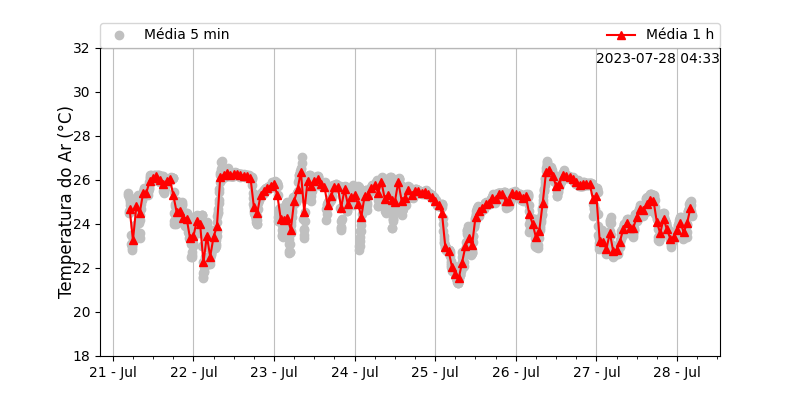 Média 5 min
Média 1 h
2023-07-28 04:33
Temperatura do Ar (°C)
32
30
28
26
24
22
20
18
21 - Jul
22 - Jul
23 - Jul
24 - Jul
25 - Jul
26 - Jul
27 - Jul
28 - Jul